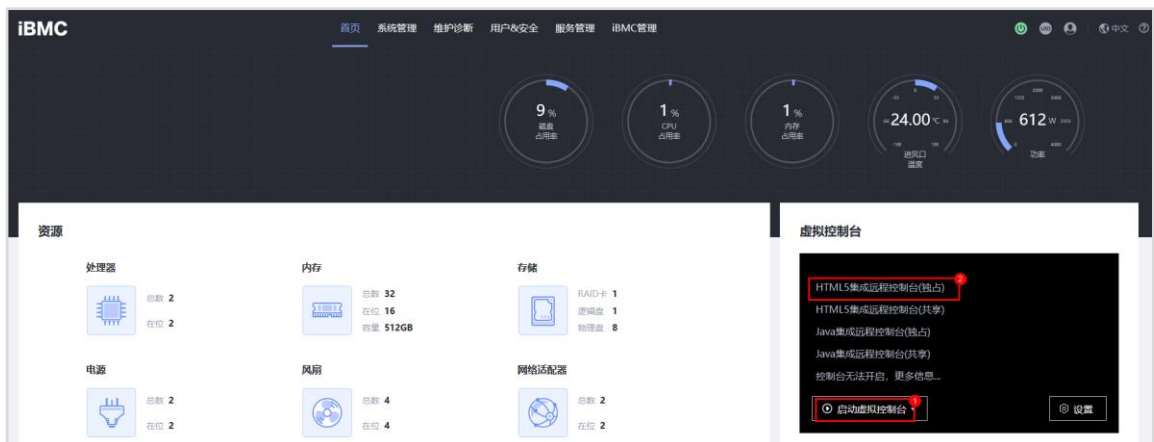 iBMC 首页 系统管理 维护诊断 用户&安全 服务管理 iBMC管理 中文
9 %
磁盘
占用率
1 %
CPU
占用率
1 %
内存
占用率
24.00 ℃
进风口
温度
612 W
功率
资源
处理器
总数 2
在位 2
内存
总数 32
在位 16
容量 512GB
存储
RAID卡 1
逻辑盘 1
物理盘 8
电源
总数 2
在位 2
风扇
总数 4
在位 4
网络适配器
总数 2
在位 2
虚拟控制台
HTML5集成远程控制台(独占) 2
HTML5集成远程控制台(共享)
Java集成远程控制台(独占)
Java集成远程控制台(共享)
控制台无法开启，更多信息...
启动虚拟控制台 1
设置